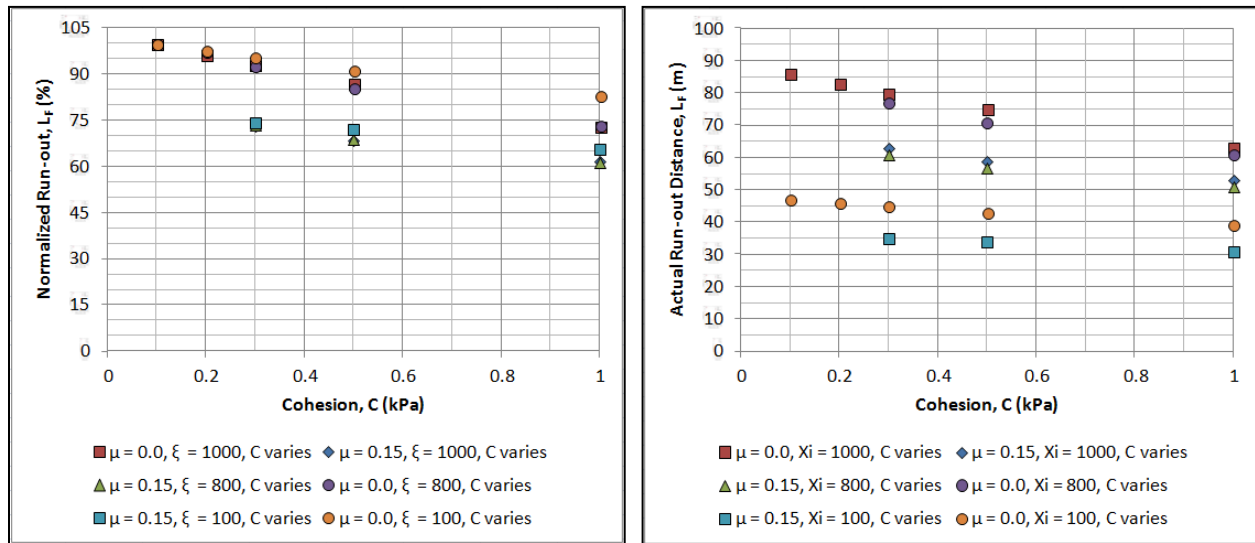 105
90
75
60
45
30
15
0
Normalized Run-out, L_F (%)
0 0.2 0.4 0.6 0.8 1
Cohesion, C (kPa)
μ = 0.0, ξ = 1000, C varies μ = 0.15, ξ = 1000, C varies
μ = 0.15, ξ = 800, C varies μ = 0.0, ξ = 800, C varies
μ = 0.15, ξ = 100, C varies μ = 0.0, ξ = 100, C varies
100
90
80
70
60
50
40
30
20
10
0
Actual Run-out Distance, L_F (m)
0 0.2 0.4 0.6 0.8 1
Cohesion, C (kPa)
μ = 0.0, Xi = 1000, C varies μ = 0.15, Xi = 1000, C varies
μ = 0.15, Xi = 800, C varies μ = 0.0, Xi = 800, C varies
μ = 0.15, Xi = 100, C varies μ = 0.0, Xi = 100, C varies